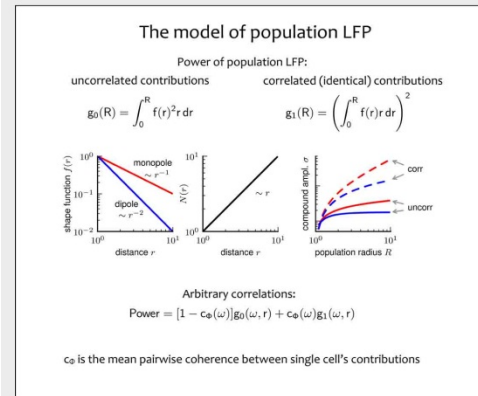 The model of population LFP
Power of population LFP:
uncorrelated contributions
correlated (identical) contributions
g₀(R) = ∫₀ᴿ f(r)²r dr
g₁(R) = (∫₀ᴿ f(r)r dr)²
shape function f(r)
10⁰
10⁻¹
10⁻²
monopole
~ r⁻¹
dipole
~ r⁻²
10⁰
10¹
distance r
N(r)
10¹
10⁰
~ r
10⁰
10¹
distance r
compound ampl. σ
corr
uncorr
10⁰
10¹
population radius R
Arbitrary correlations:
Power = [1 − c_Φ(ω)]g₀(ω, r) + c_Φ(ω)g₁(ω, r)
c_Φ is the mean pairwise coherence between single cell's contributions